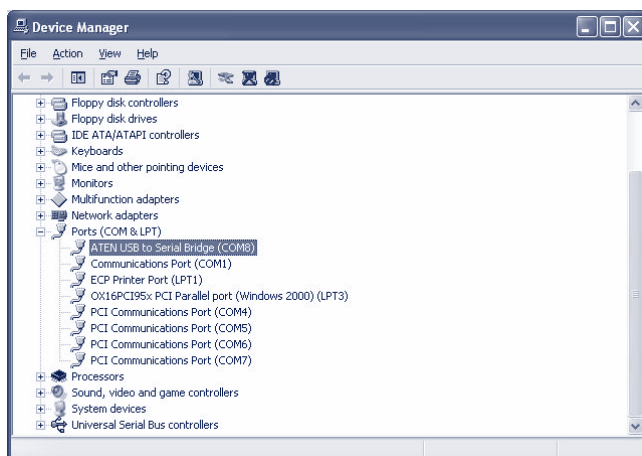 Device Manager
File Action View Help
Floppy disk controllers
Floppy disk drives
IDE ATA/ATAPI controllers
Keyboards
Mice and other pointing devices
Monitors
Multifunction adapters
Network adapters
Ports (COM & LPT)
ATEN USB to Serial Bridge (COM8)
Communications Port (COM1)
ECP Printer Port (LPT1)
OX16PCI95x PCI Parallel port (Windows 2000) (LPT3)
PCI Communications Port (COM4)
PCI Communications Port (COM5)
PCI Communications Port (COM6)
PCI Communications Port (COM7)
Processors
Sound, video and game controllers
System devices
Universal Serial Bus controllers